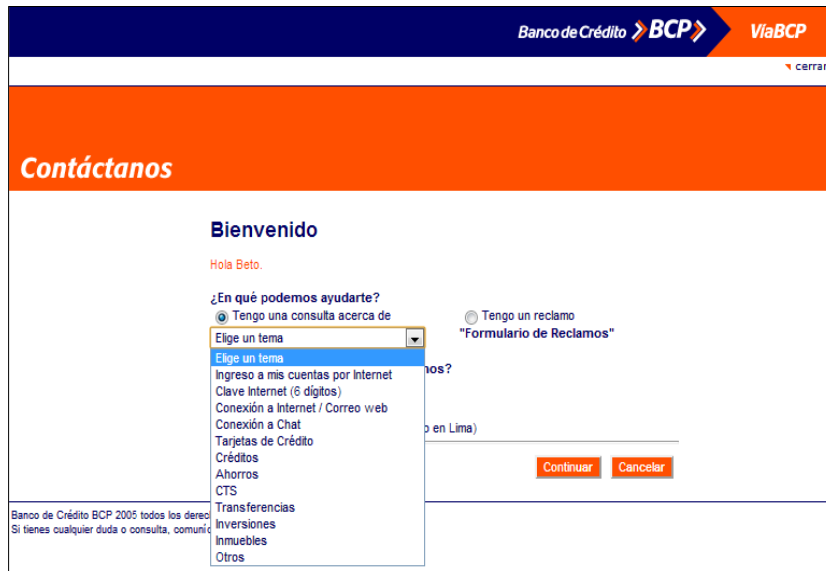 Banco de Crédito BCP VíaBCP
cerrar
Contáctanos
Bienvenido
Hola Beto.
¿En qué podemos ayudarte?
Tengo una consulta acerca de Tengo un reclamo
Elige un tema "Formulario de Reclamos"
Elige un tema
Ingreso a mis cuentas por Internet
Clave Internet (6 dígitos)
Conexión a Internet / Correo web
Conexión a Chat
en Lima)
Tarjetas de Crédito
Créditos
Ahorros
Continuar Cancelar
CTS
Transferencias
Inversiones
Inmuebles
Otros
Banco de Crédito BCP 2005 todos los
Si tienes cualquier duda o consulta,